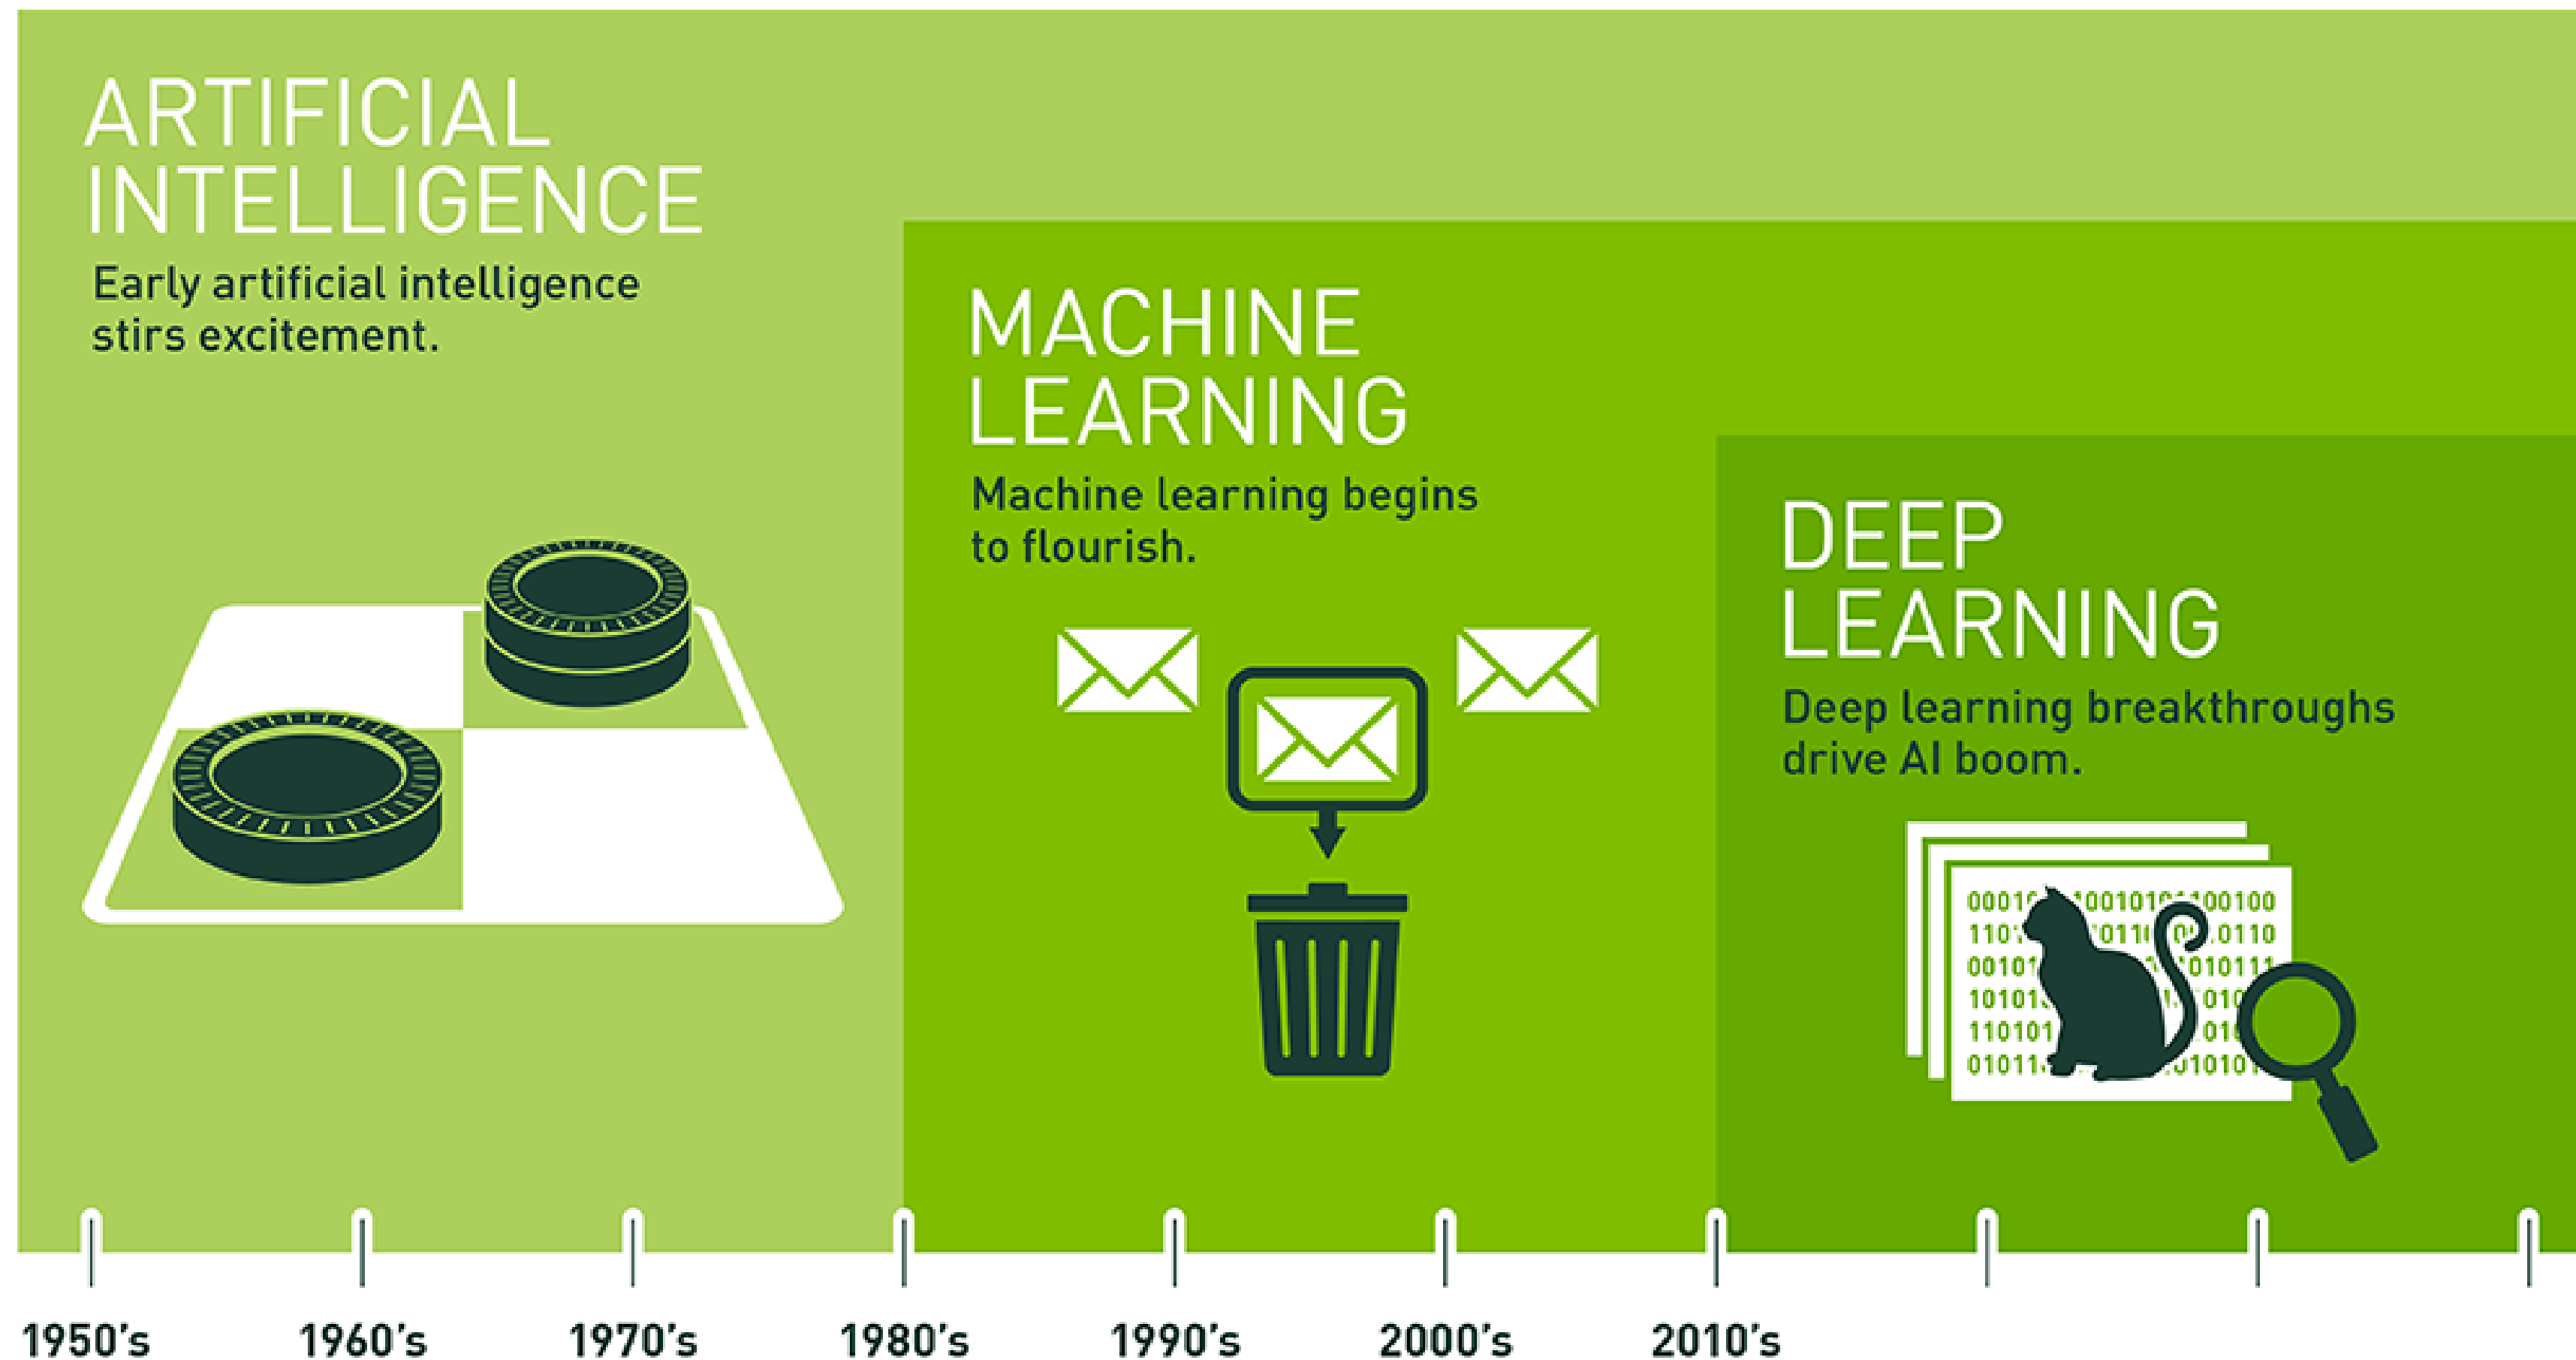 ARTIFICIAL
INTELLIGENCE
Early artificial intelligence
stirs excitement.
MACHINE
LEARNING
Machine learning begins
to flourish.
DEEP
LEARNING
Deep learning breakthroughs
drive AI boom.
1950's
1960's
1970's
1980's
1990's
2000's
2010's